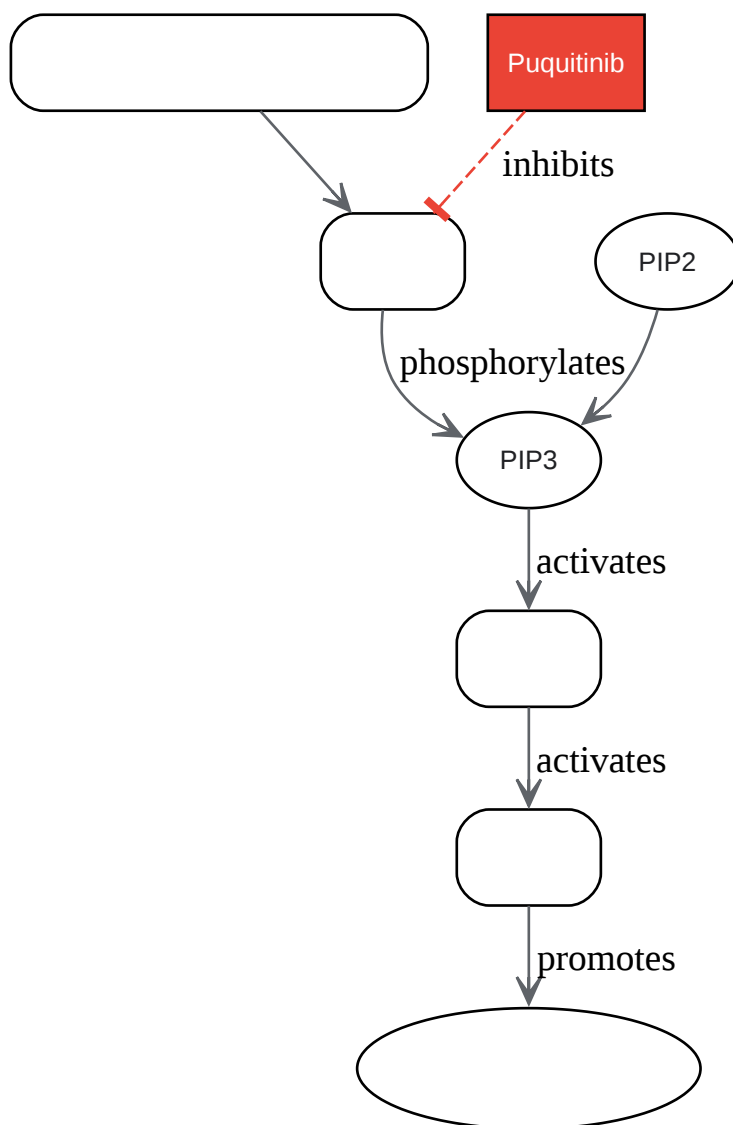 Puquitinib
inhibits
PIP2
phosphorylates
PIP3
activates
activates
promotes